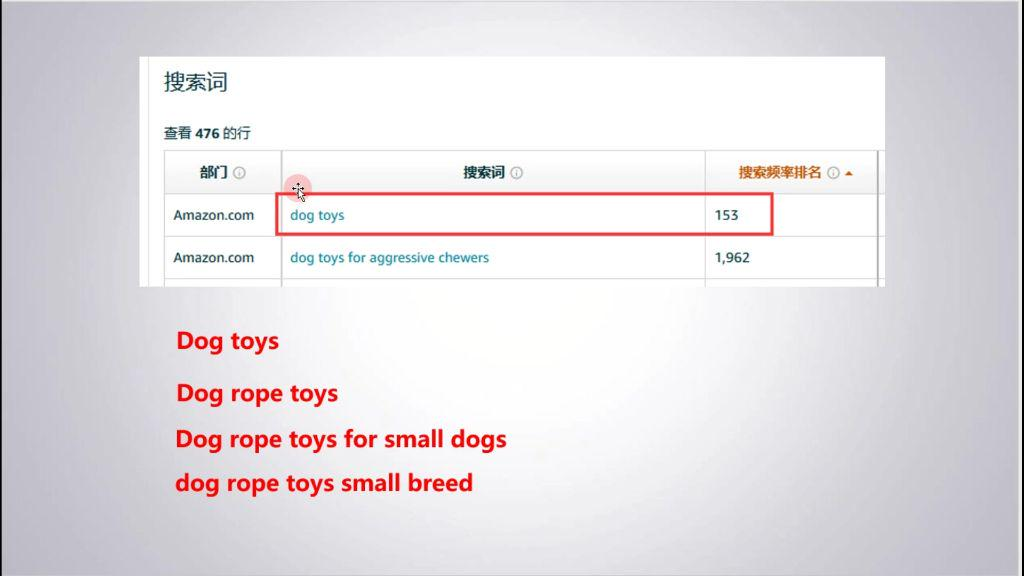 搜索词
查看 476 的行
部门 搜索词 搜索频率排名
Amazon.com dog toys 153
Amazon.com dog toys for aggressive chewers 1,962
Dog toys
Dog rope toys
Dog rope toys for small dogs
dog rope toys small breed